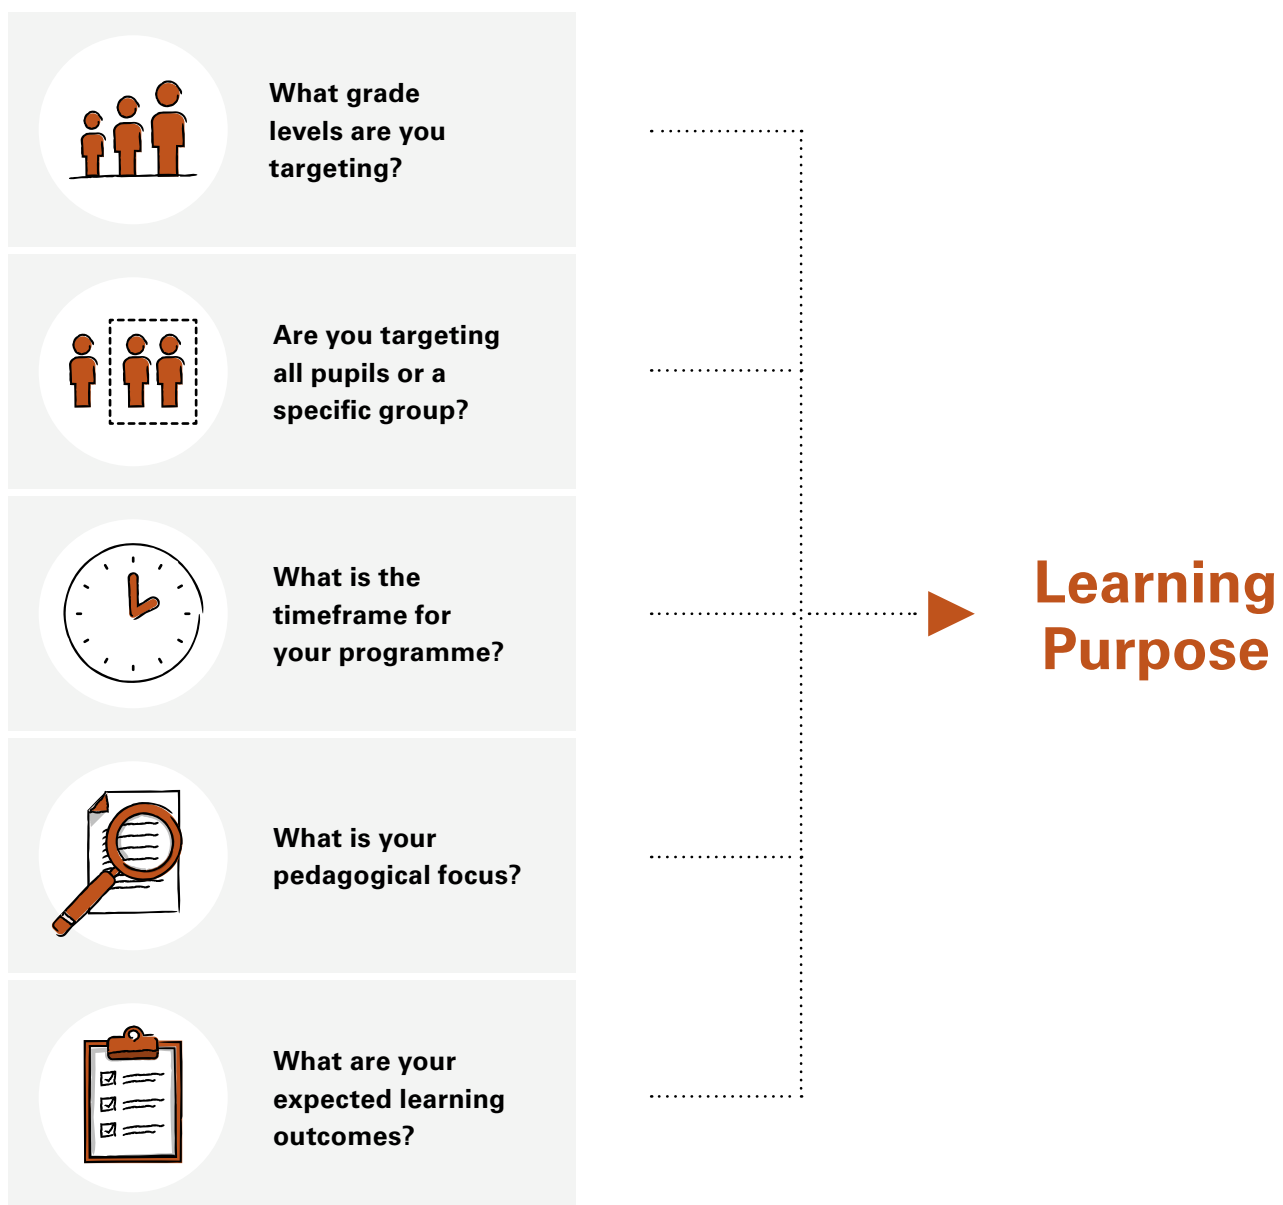 What grade
levels are you
targeting?
Are you targeting
all pupils or a
specific group?
What is the
timeframe for
your programme?
What is your
pedagogical focus?
What are your
expected learning
outcomes?
Learning
Purpose